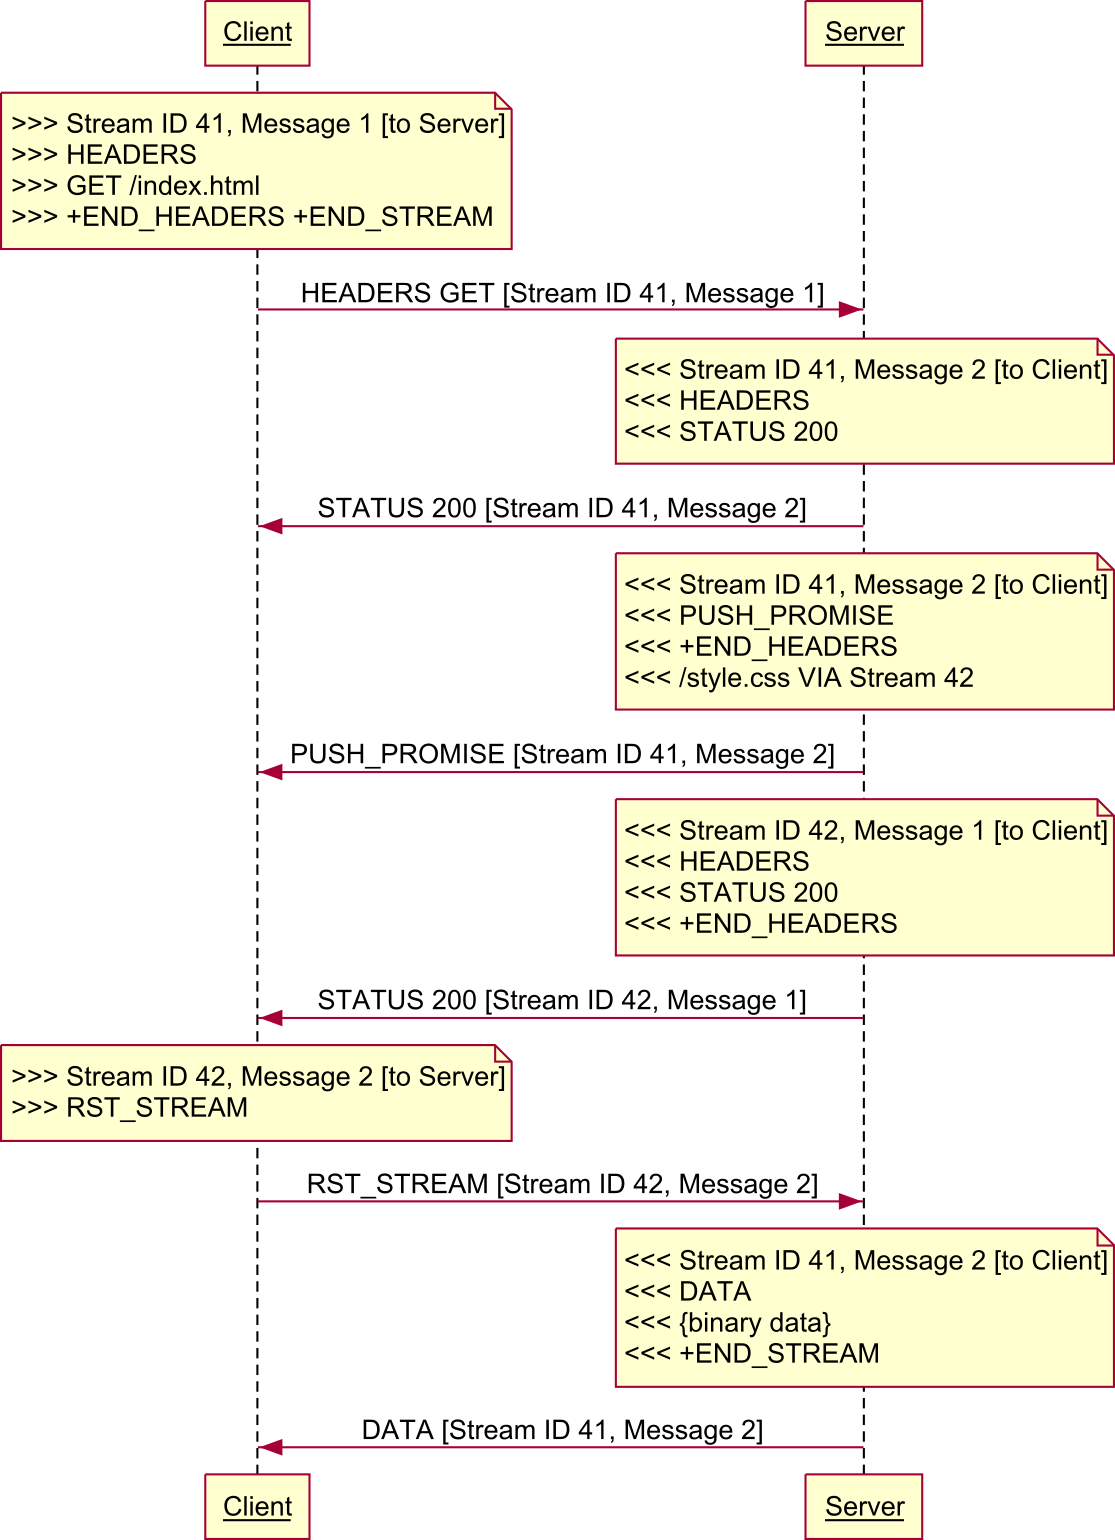 Client
Server
>>> Stream ID 41, Message 1 [to Server]
>>> HEADERS
>>> GET /index.html
>>> +END_HEADERS +END_STREAM
HEADERS GET [Stream ID 41, Message 1]
<<< Stream ID 41, Message 2 [to Client]
<<< HEADERS
<<< STATUS 200
STATUS 200 [Stream ID 41, Message 2]
<<< Stream ID 41, Message 2 [to Client]
<<< PUSH_PROMISE
<<< +END_HEADERS
<<< /style.css VIA Stream 42
PUSH_PROMISE [Stream ID 41, Message 2]
<<< Stream ID 42, Message 1 [to Client]
<<< HEADERS
<<< STATUS 200
<<< +END_HEADERS
STATUS 200 [Stream ID 42, Message 1]
>>> Stream ID 42, Message 2 [to Server]
>>> RST_STREAM
RST_STREAM [Stream ID 42, Message 2]
<<< Stream ID 41, Message 2 [to Client]
<<< DATA
<<< {binary data}
<<< +END_STREAM
DATA [Stream ID 41, Message 2]
Client
Server